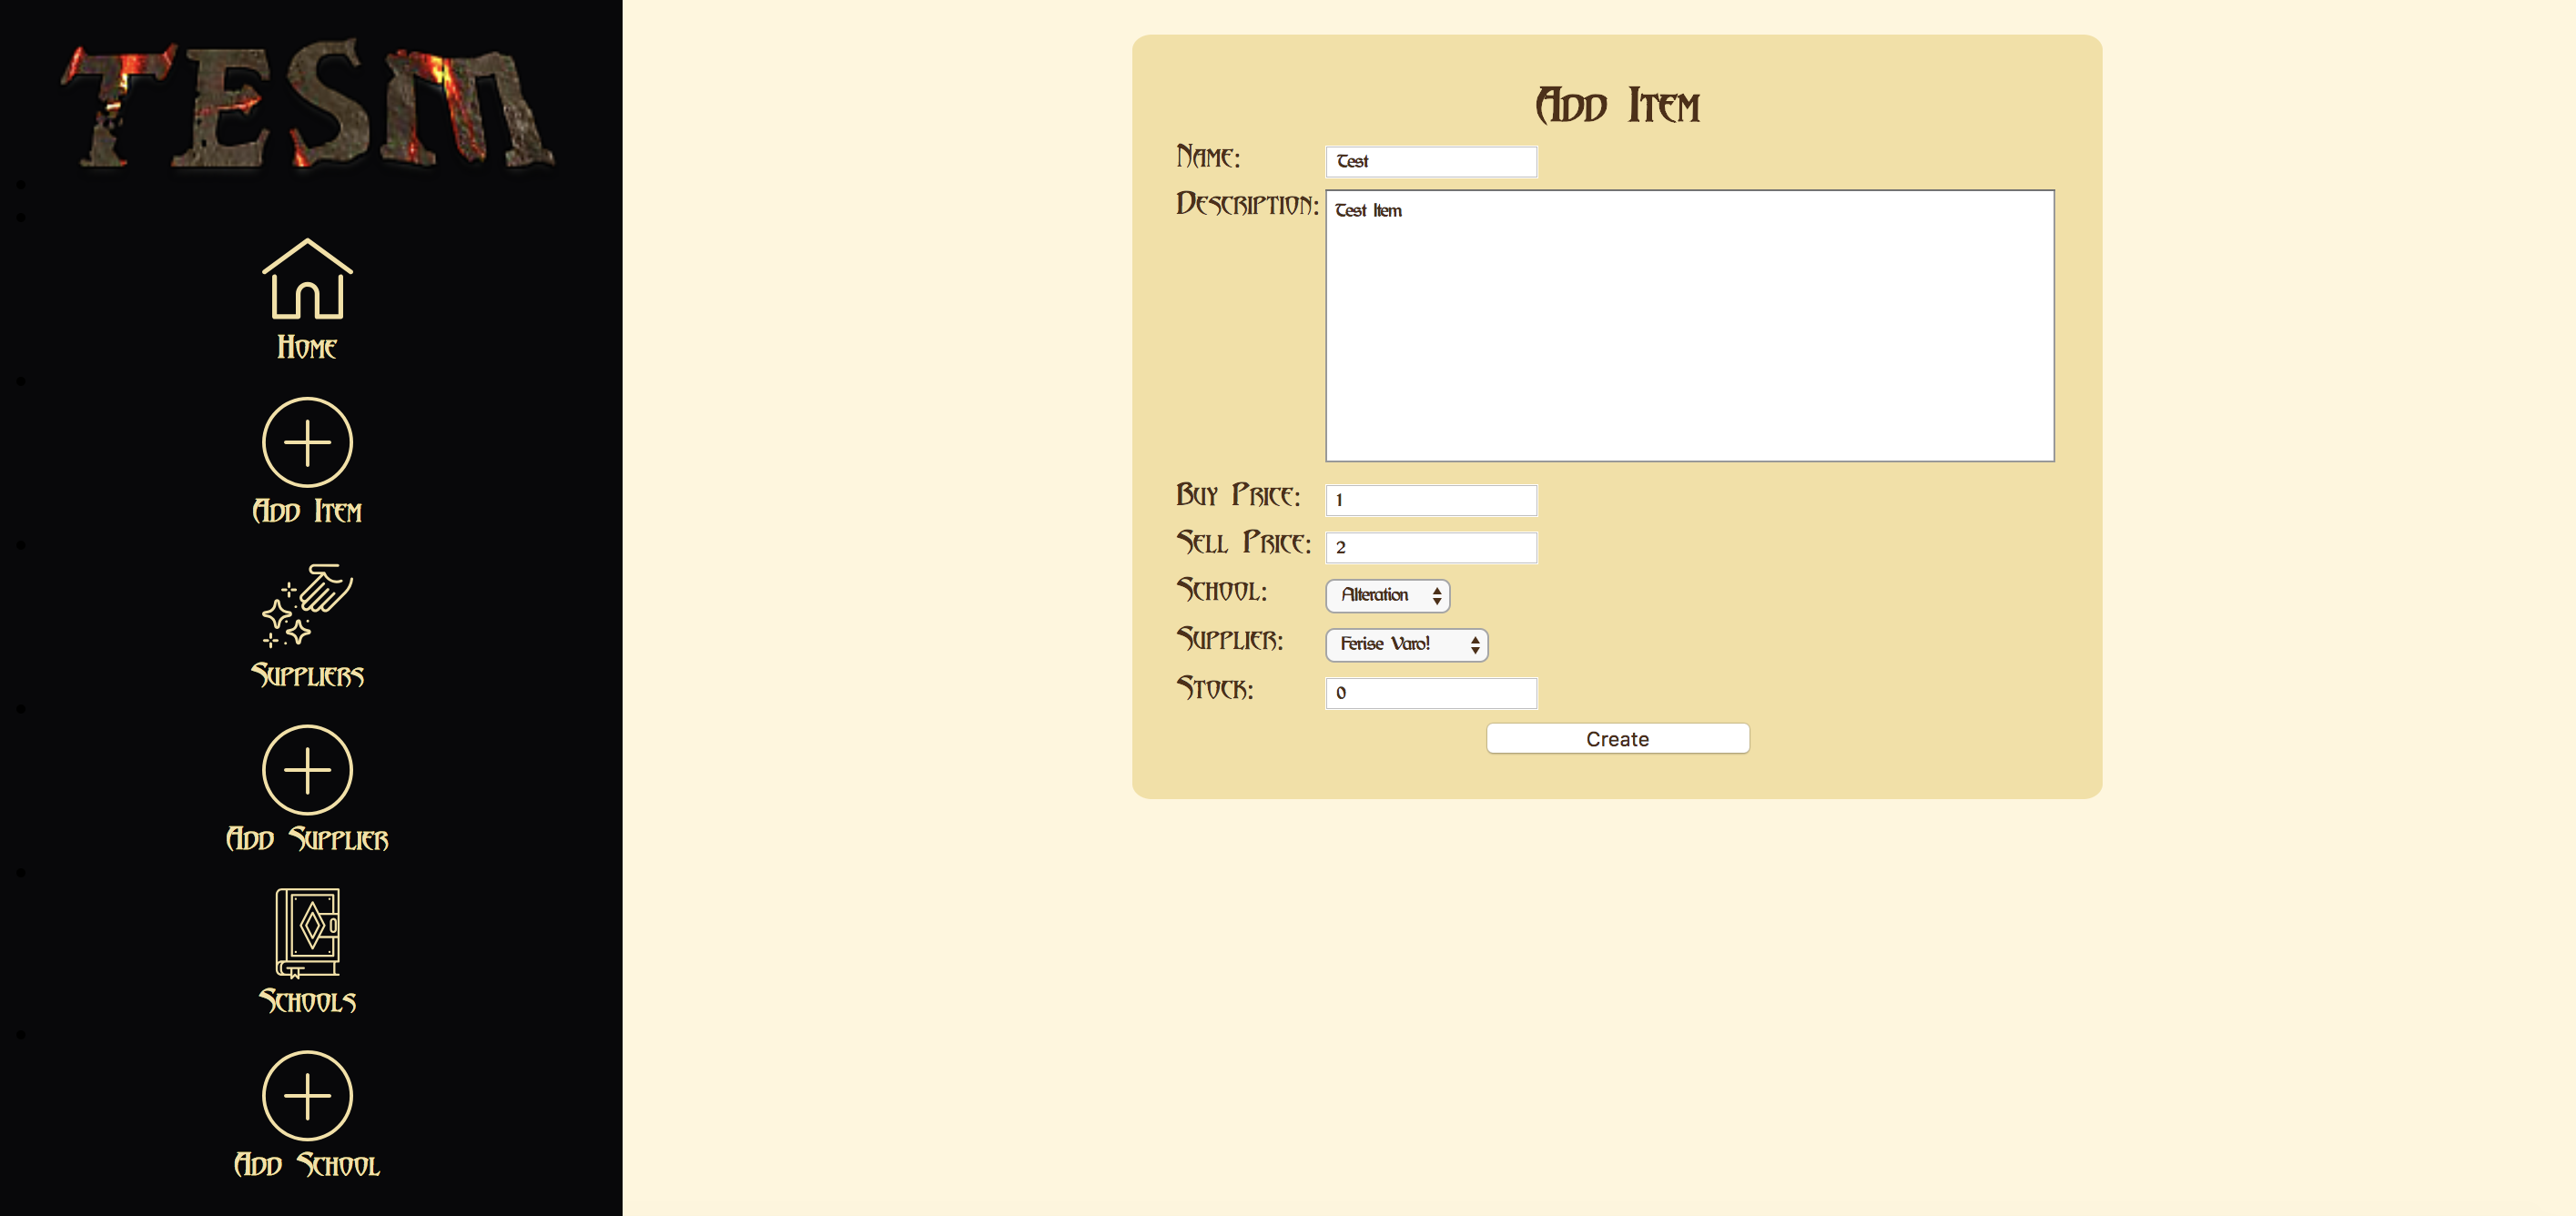 TESM
Home
Add Item
Suppliers
Add Supplier
Schools
Add School
Add Item
Name: Test
Description: Test Item
Buy Price: 1
Sell Price: 2
School: Alteration
Supplier: Ferise Varo!
Stock: 0
Create